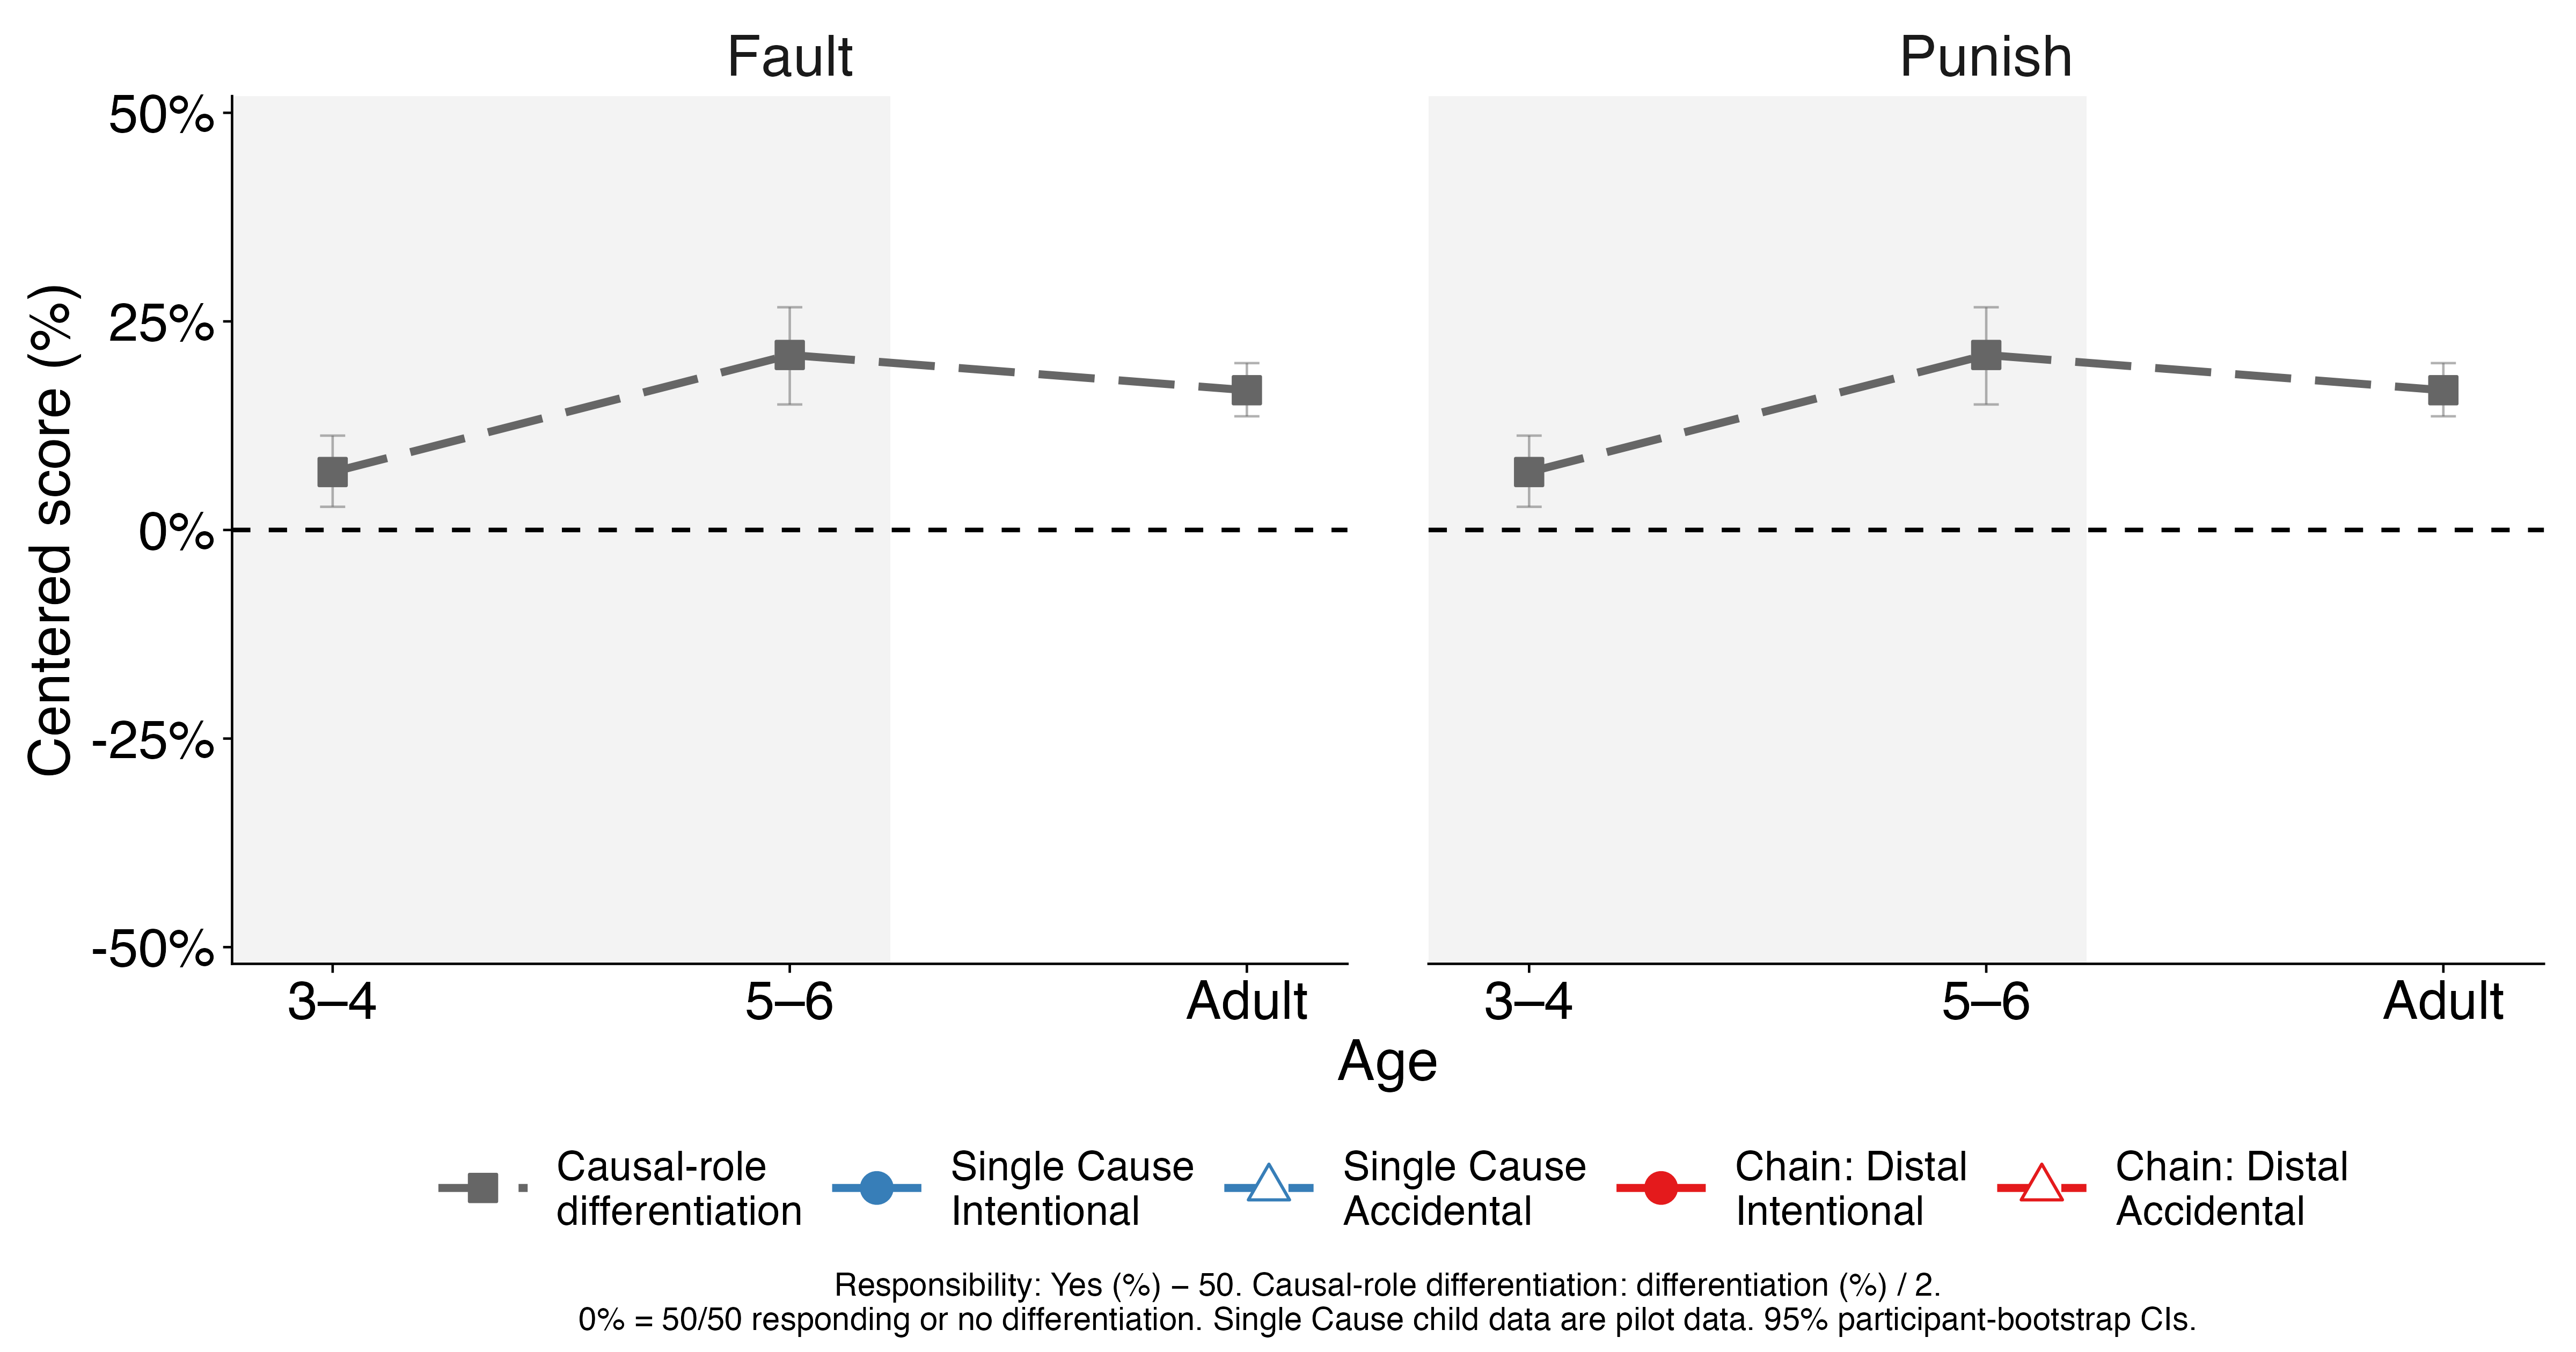 Fault
Punish
Centered score (%)
50%
25%
0%
-25%
-50%
3–4
5–6
Adult
3–4
5–6
Adult
Age
Causal-role
differentiation
Single Cause
Intentional
Single Cause
Accidental
Chain: Distal
Intentional
Chain: Distal
Accidental
Responsibility: Yes (%) − 50. Causal-role differentiation: differentiation (%) / 2.
0% = 50/50 responding or no differentiation. Single Cause child data are pilot data. 95% participant-bootstrap CIs.